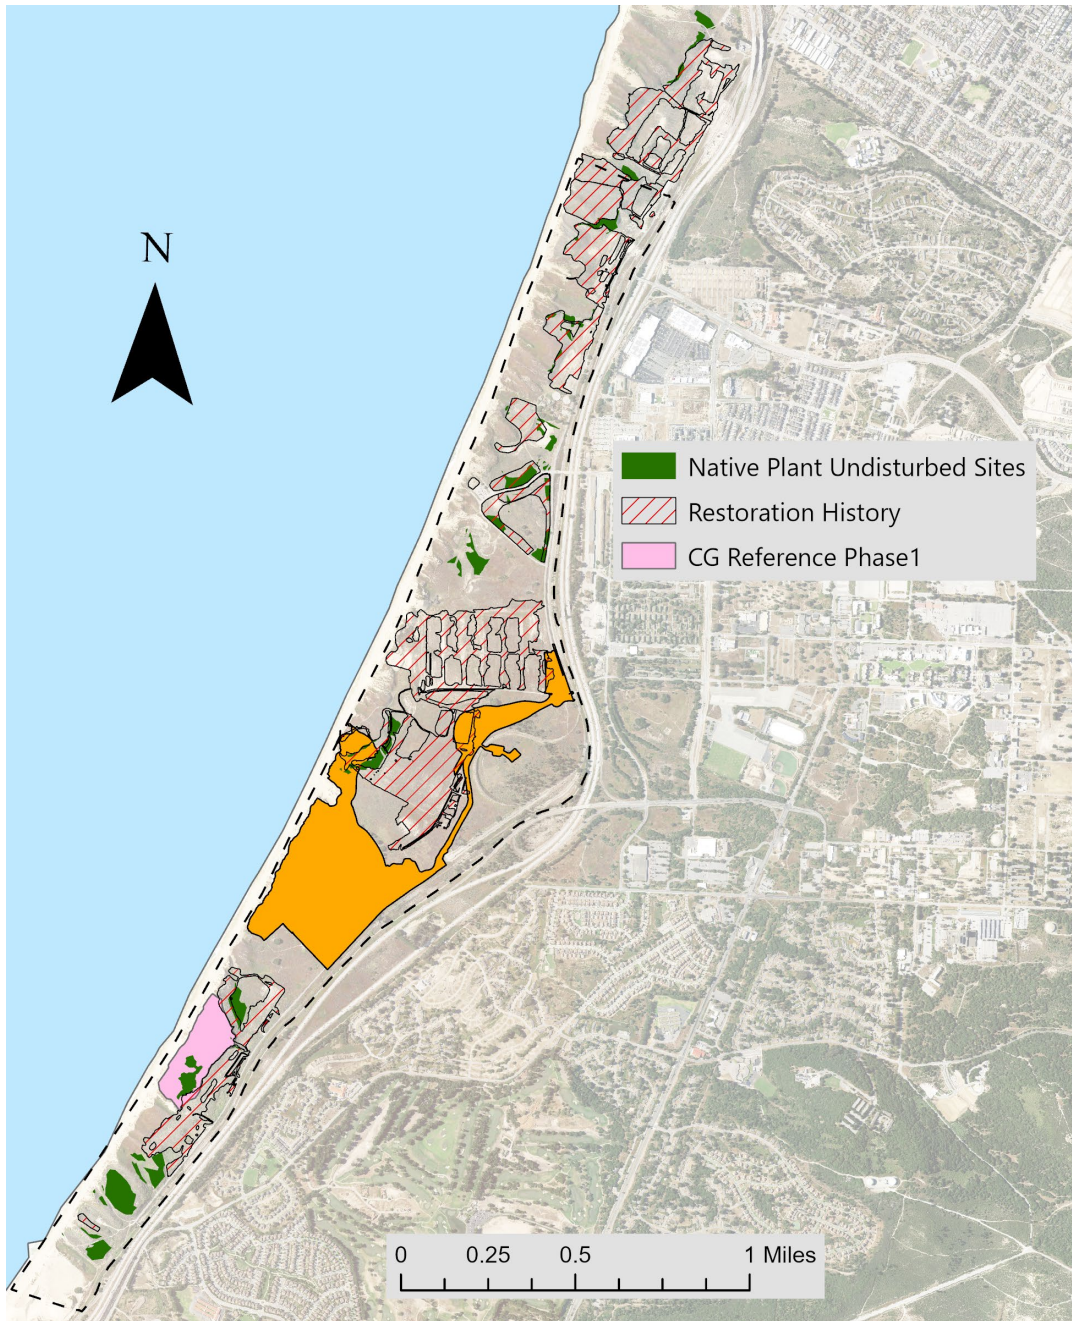 N
Native Plant Undisturbed Sites
Restoration History
CG Reference Phase1
0 0.25 0.5 1 Miles